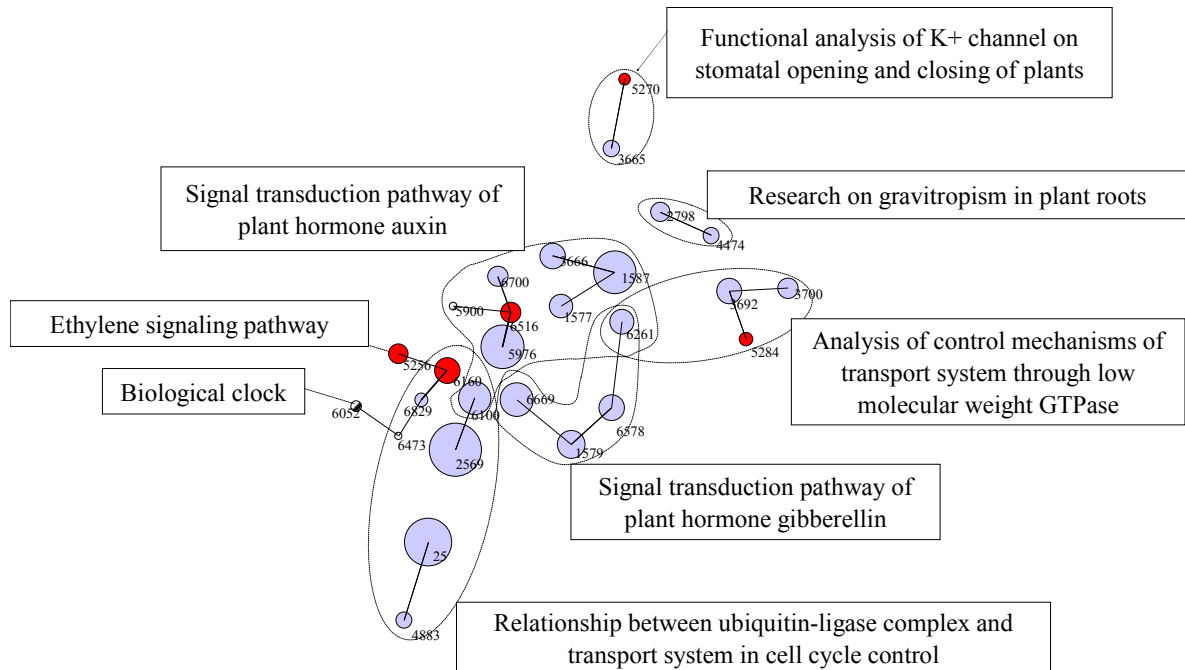 Functional analysis of K+ channel on
stomatal opening and closing of plants
5270
3665
Signal transduction pathway of
plant hormone auxin
Research on gravitropism in plant roots
2798
4474
3666
1587
6700
5900
1577
6516
5976
3692
3700
6261
5284
Ethylene signaling pathway
Analysis of control mechanisms of
transport system through low
molecular weight GTPase
5256
6160
Biological clock
6052
6829
6100
6473
6669
6578
1579
2569
Signal transduction pathway of
plant hormone gibberellin
25
4883
Relationship between ubiquitin-ligase complex and
transport system in cell cycle control